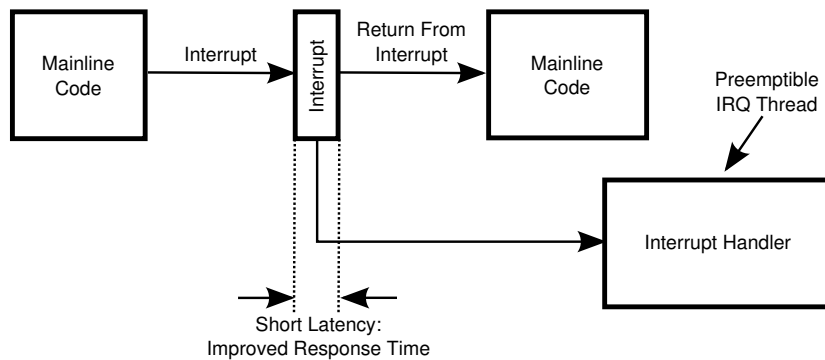 Mainline
Code
Interrupt
Interrupt
Return From
Interrupt
Mainline
Code
Preemptible
IRQ Thread
Interrupt Handler
Short Latency:
Improved Response Time